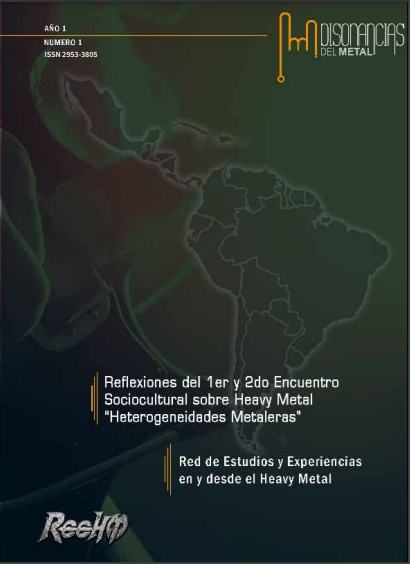 AÑO 1
NUMERO 1
ISSN 2953-3805
DISONANCIAS
DEL METAL
Reflexiones del 1er y 2do Encuentro
Sociocultural sobre Heavy Metal
"Heterogeneidades Metaleras"
Red de Estudios y Experiencias
en y desde el Heavy Metal
ReeHM